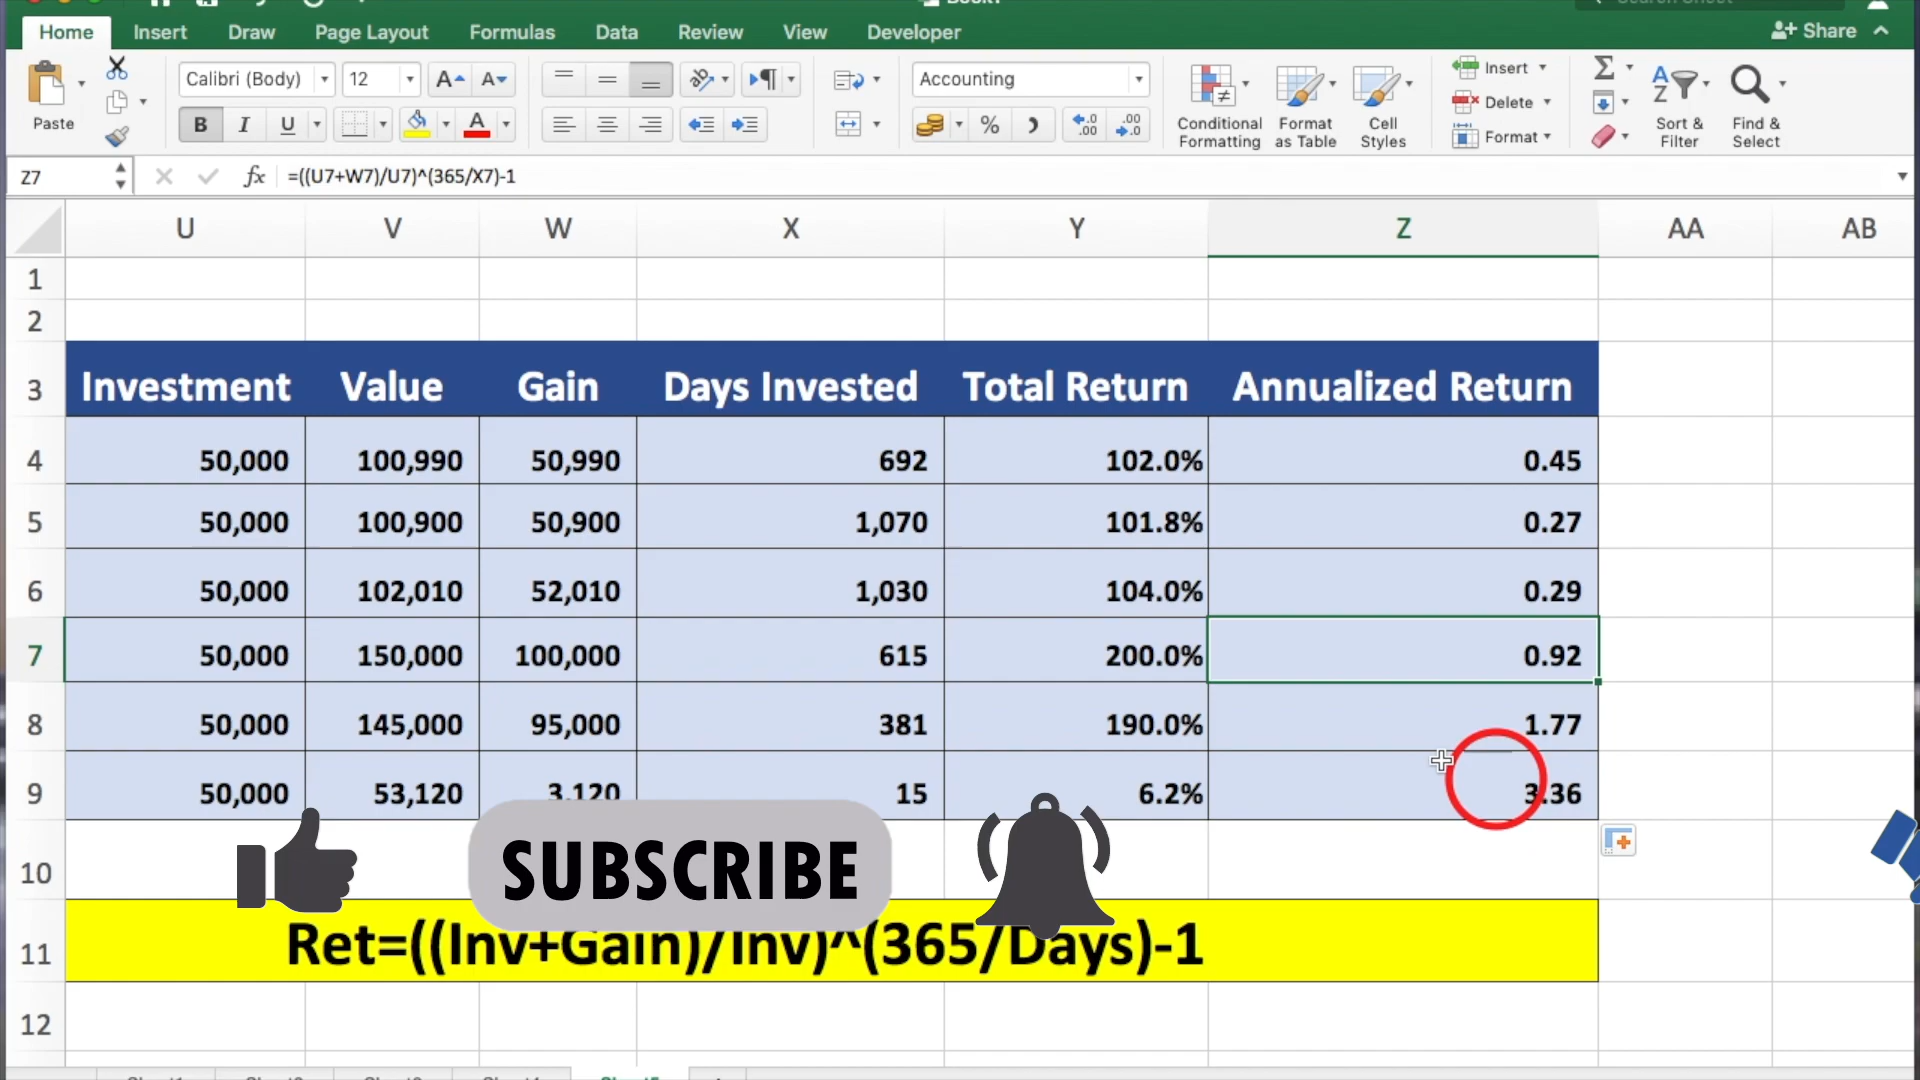 Home Insert Draw Page Layout Formulas Data Review View Developer Share
Calibri (Body) 12 A A Accounting Insert
Paste B I U A % Conditional Formatting Format as Table Cell Styles Delete Format Sort & Filter Find & Select
Z7 fx =((U7+W7)/U7)^(365/X7)-1
U V W X Y Z AA AB
1
2
3 Investment Value Gain Days Invested Total Return Annualized Return
4 50,000 100,990 50,990 692 102.0% 0.45
5 50,000 100,900 50,900 1,070 101.8% 0.27
6 50,000 102,010 52,010 1,030 104.0% 0.29
7 50,000 150,000 100,000 615 200.0% 0.92
8 50,000 145,000 95,000 381 190.0% 1.77
9 50,000 53,120 3,120 15 6.2% 3.36
10 SUBSCRIBE
11 Ret=((Inv+Gain)/Inv)^(365/Days)-1
12